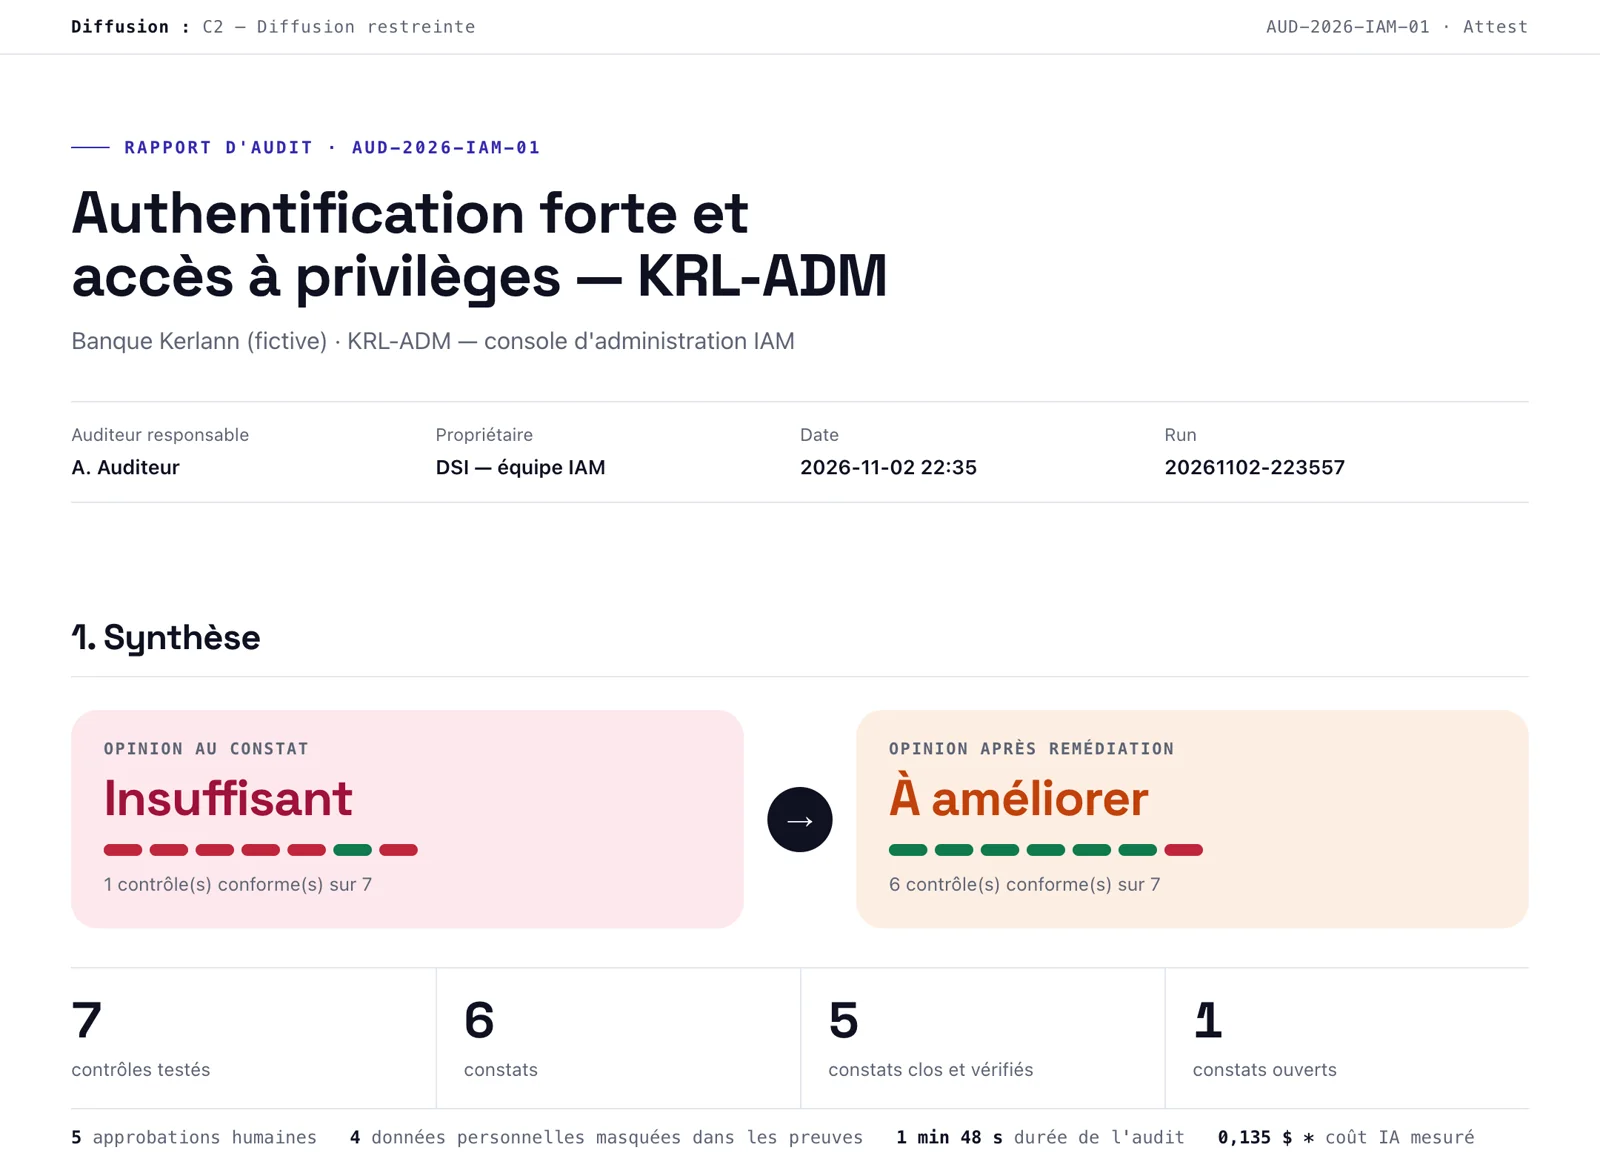 Diffusion : C2 — Diffusion restreinte
AUD-2026-IAM-01 · Attest
RAPPORT D'AUDIT · AUD-2026-IAM-01
Authentification forte et
accès à privilèges — KRL-ADM
Banque Kerlann (fictive) · KRL-ADM — console d'administration IAM
Auditeur responsable
A. Auditeur
Propriétaire
DSI — équipe IAM
Date
2026-11-02 22:35
Run
20261102-223557
1. Synthèse
OPINION AU CONSTAT
Insuffisant
1 contrôle(s) conforme(s) sur 7
→
OPINION APRÈS REMÉDIATION
À améliorer
6 contrôle(s) conforme(s) sur 7
7
contrôles testés
6
constats
5
constats clos et vérifiés
1
constats ouverts
5 approbations humaines 4 données personnelles masquées dans les preuves 1 min 48 s durée de l'audit 0,135 $ * coût IA mesuré